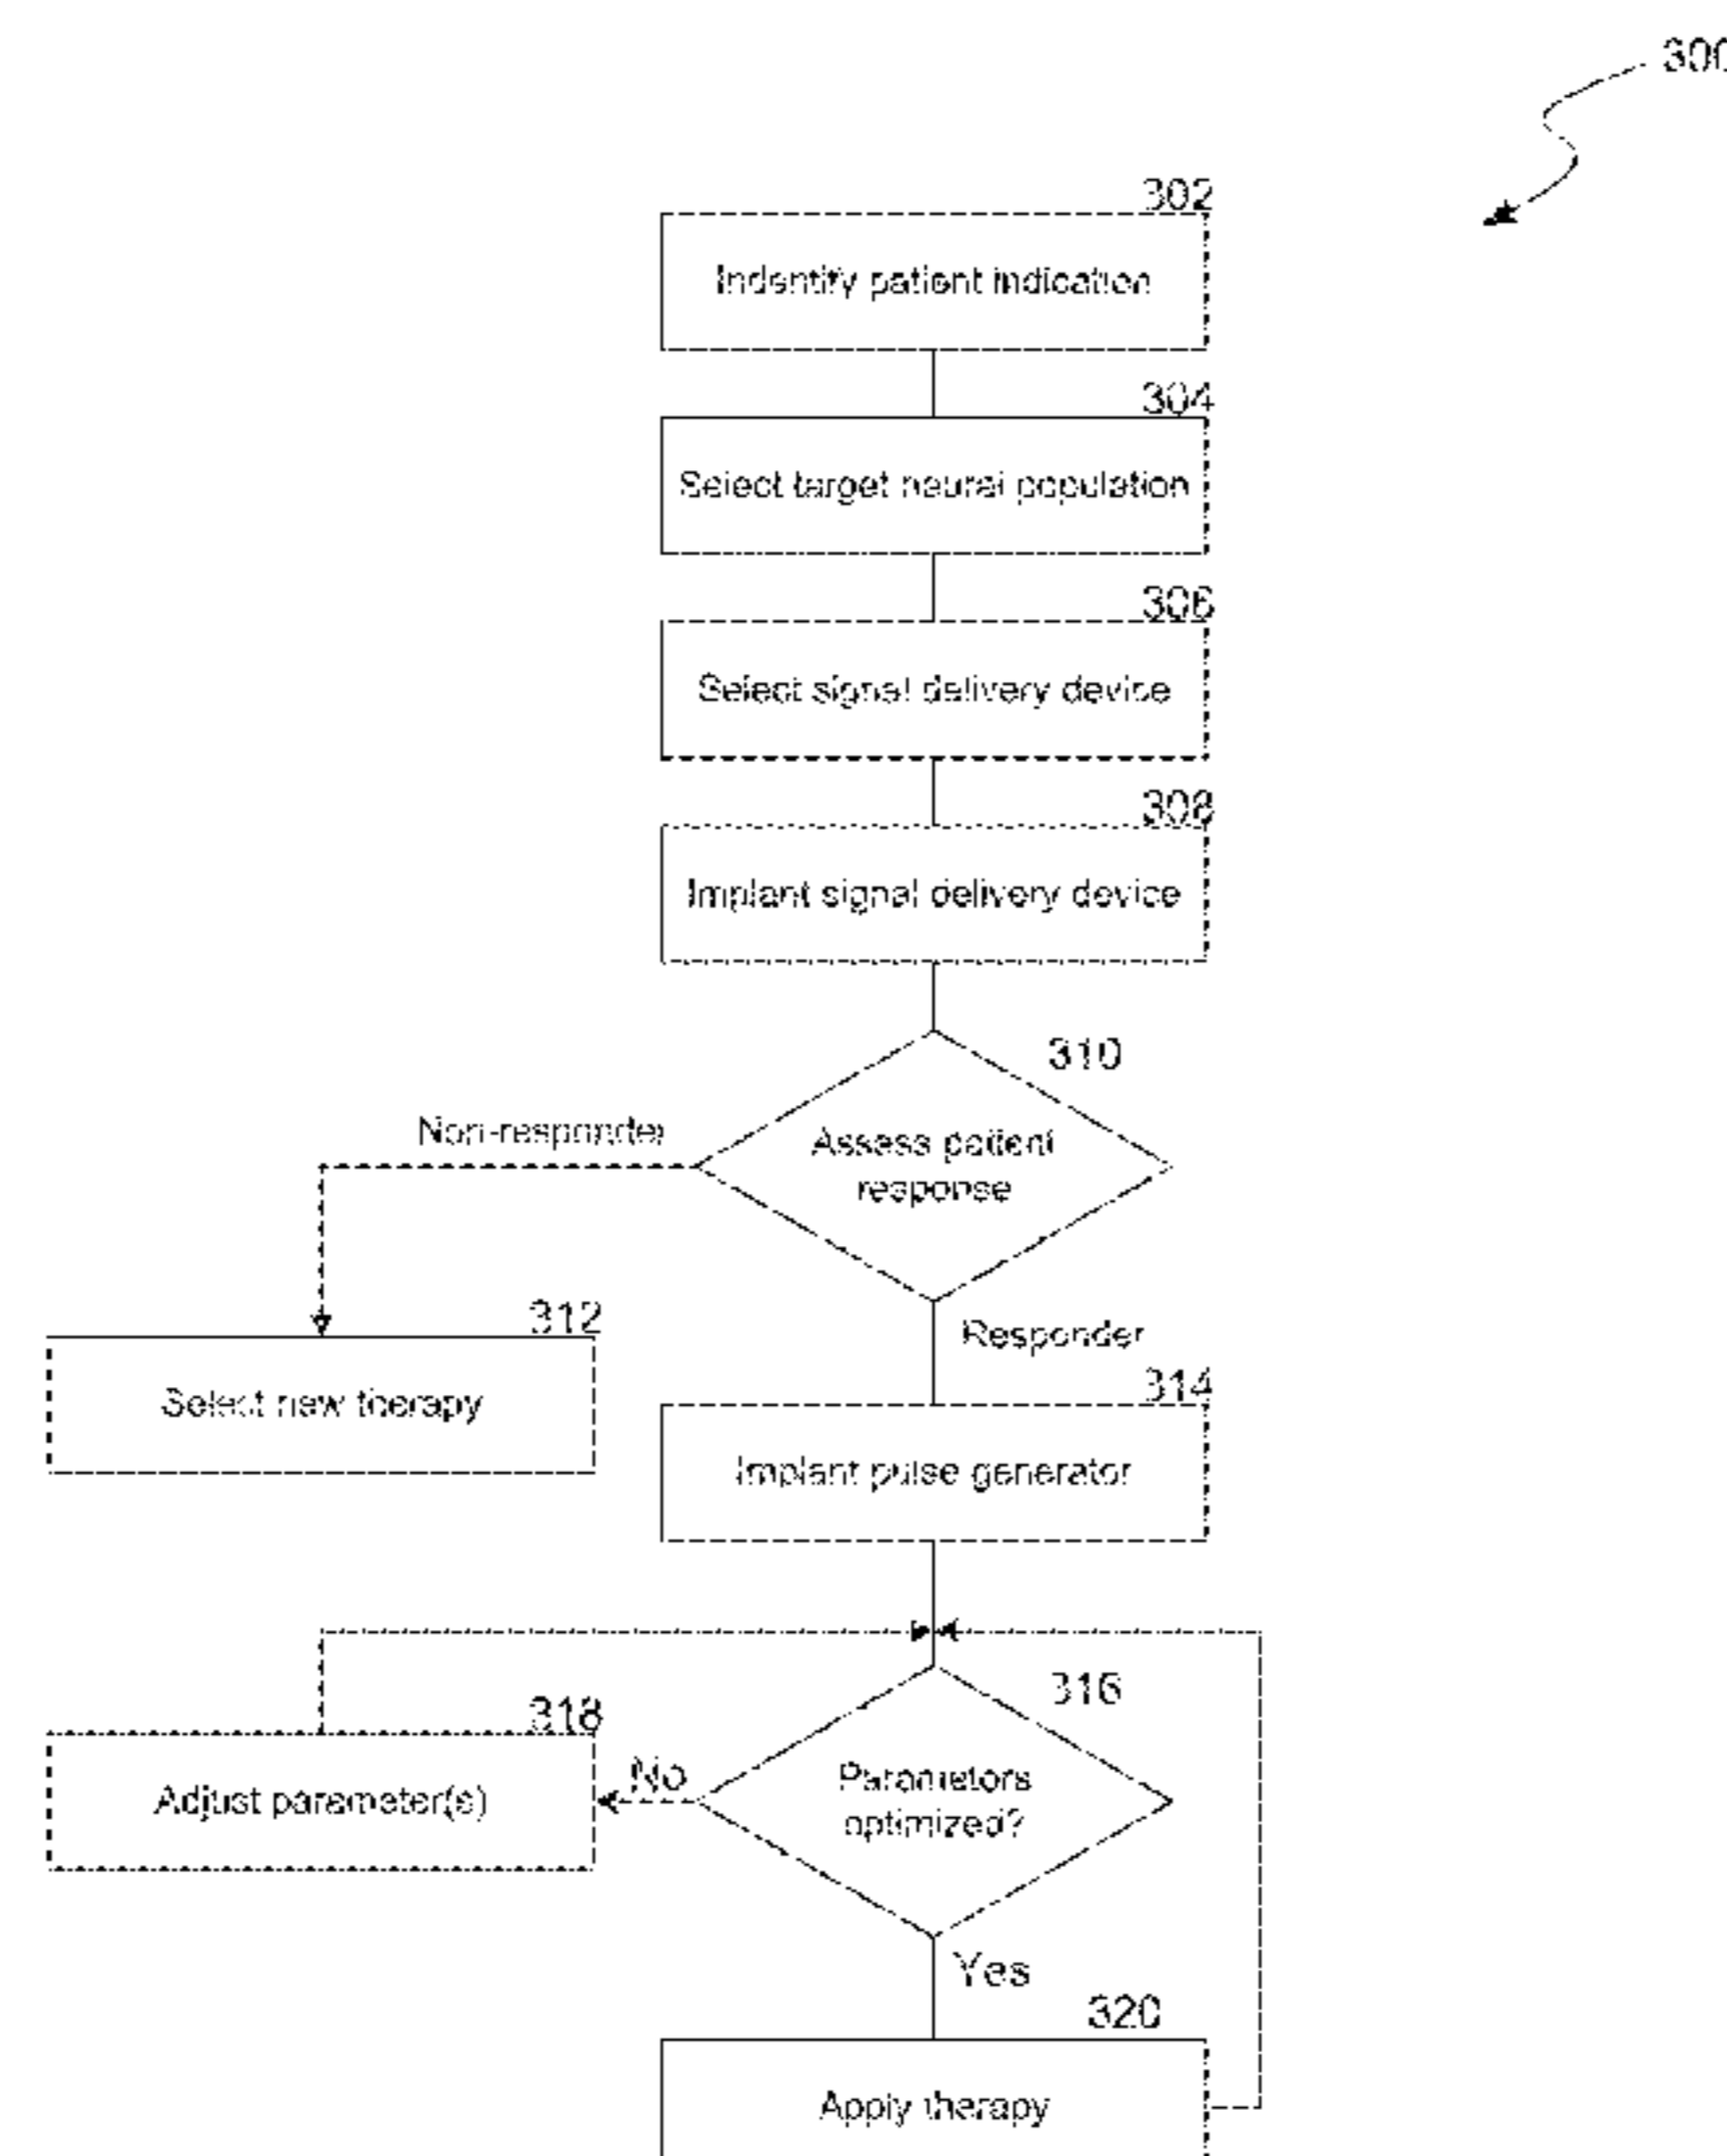 300
302
Indentify patient indication
304
Select target neural population
306
Select signal delivery device
308
Implant signal delivery device
310
Non-responder
Assess patient
response
312
Responder
314
Select new therapy
Implant pulse generator
316
318
No
Parameters
optimized?
Adjust parameter(s)
Yes
320
Apply therapy